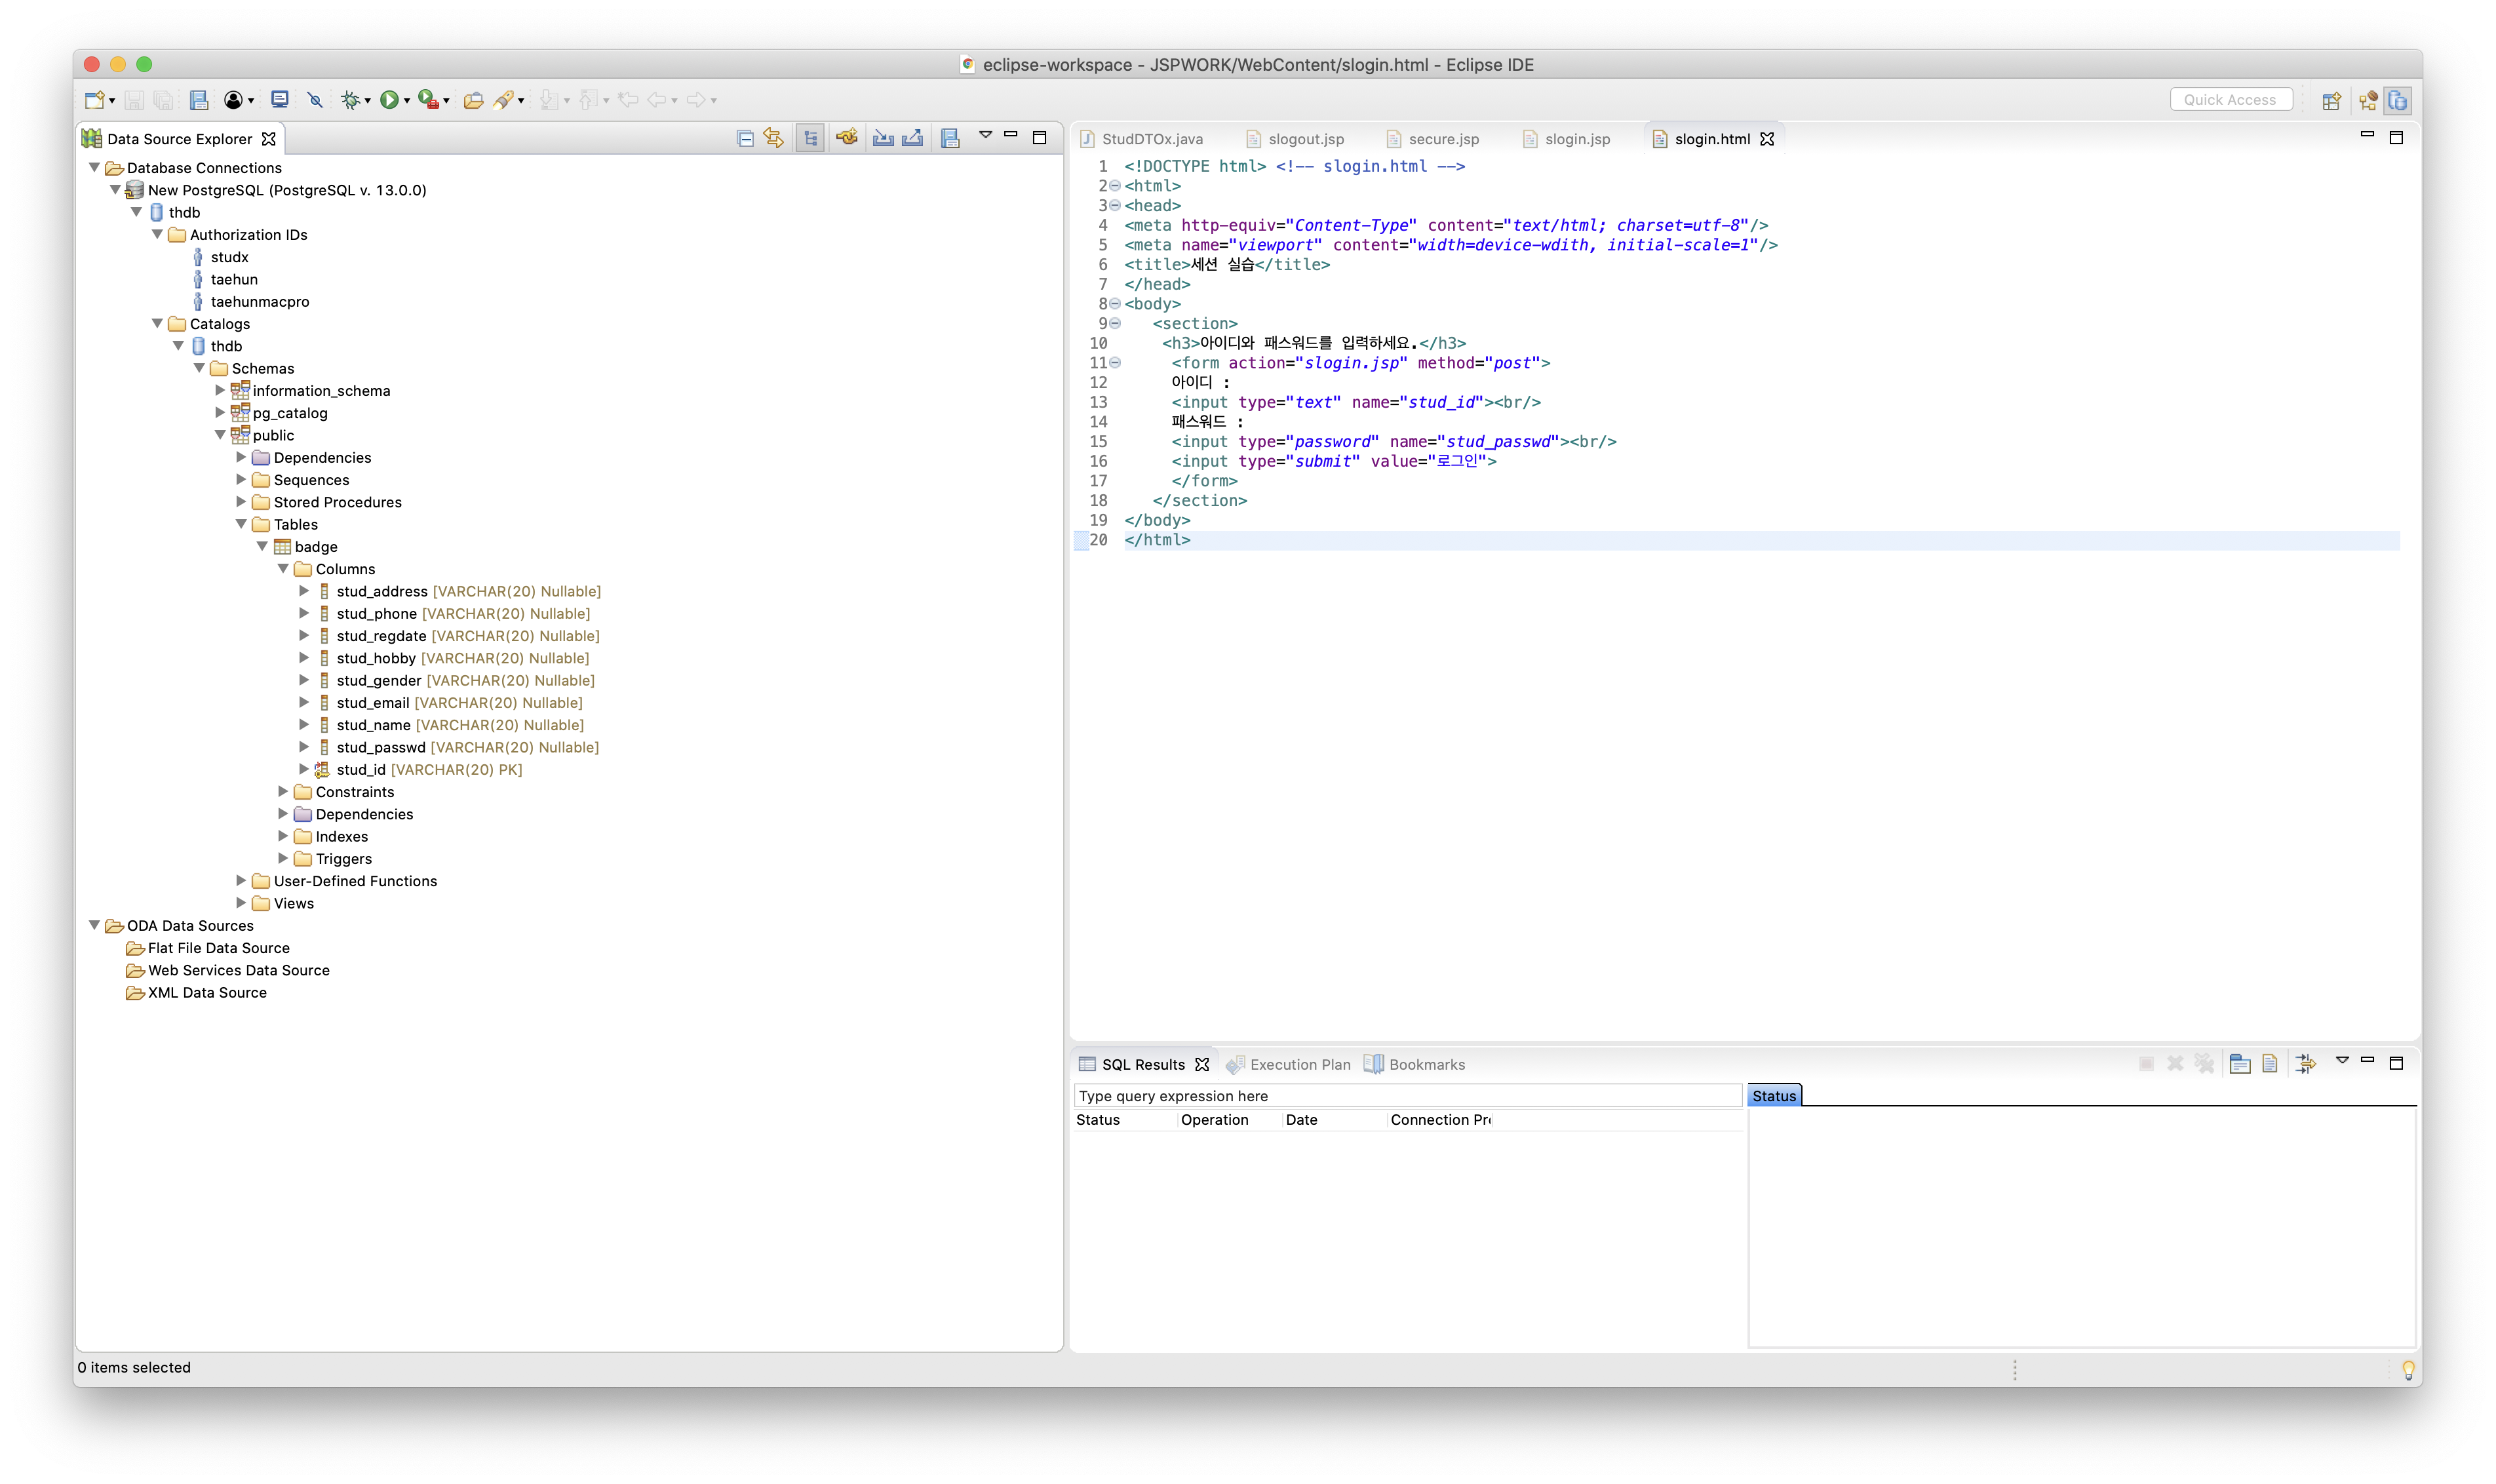 eclipse-workspace - JSPWORK/WebContent/slogin.html - Eclipse IDE
Quick Access
Data Source Explorer
Database Connections
New PostgreSQL (PostgreSQL v. 13.0.0)
thdb
Authorization IDs
studx
taehun
taehunmacpro
Catalogs
thdb
Schemas
information_schema
pg_catalog
public
Dependencies
Sequences
Stored Procedures
Tables
badge
Columns
stud_address [VARCHAR(20) Nullable]
stud_phone [VARCHAR(20) Nullable]
stud_regdate [VARCHAR(20) Nullable]
stud_hobby [VARCHAR(20) Nullable]
stud_gender [VARCHAR(20) Nullable]
stud_email [VARCHAR(20) Nullable]
stud_name [VARCHAR(20) Nullable]
stud_passwd [VARCHAR(20) Nullable]
stud_id [VARCHAR(20) PK]
Constraints
Dependencies
Indexes
Triggers
User-Defined Functions
Views
ODA Data Sources
Flat File Data Source
Web Services Data Source
XML Data Source
StudDTOx.java slogout.jsp secure.jsp slogin.jsp slogin.html
1 <!DOCTYPE html> <!-- slogin.html -->
2 <html>
3 <head>
4 <meta http-equiv="Content-Type" content="text/html; charset=utf-8"/>
5 <meta name="viewport" content="width=device-wdith, initial-scale=1"/>
6 <title>세션 실습</title>
7 </head>
8 <body>
9 <section>
10 <h3>아이디와 패스워드를 입력하세요.</h3>
11 <form action="slogin.jsp" method="post">
12 아이디 :
13 <input type="text" name="stud_id"><br/>
14 패스워드 :
15 <input type="password" name="stud_passwd"><br/>
16 <input type="submit" value="로그인">
17 </form>
18 </section>
19 </body>
20 </html>
SQL Results Execution Plan Bookmarks
Type query expression here
Status Operation Date Connection Pr
Status
0 items selected